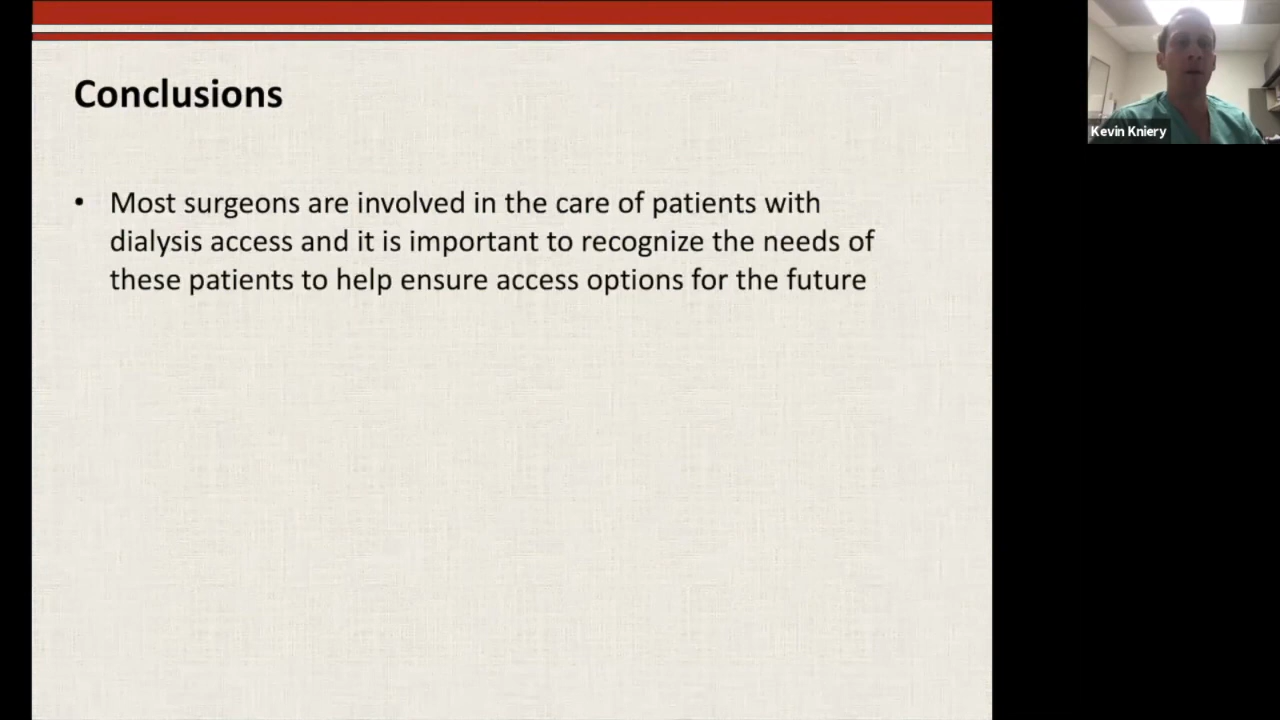 Conclusions
• Most surgeons are involved in the care of patients with
dialysis access and it is important to recognize the needs of
these patients to help ensure access options for the future
Kevin Kniery